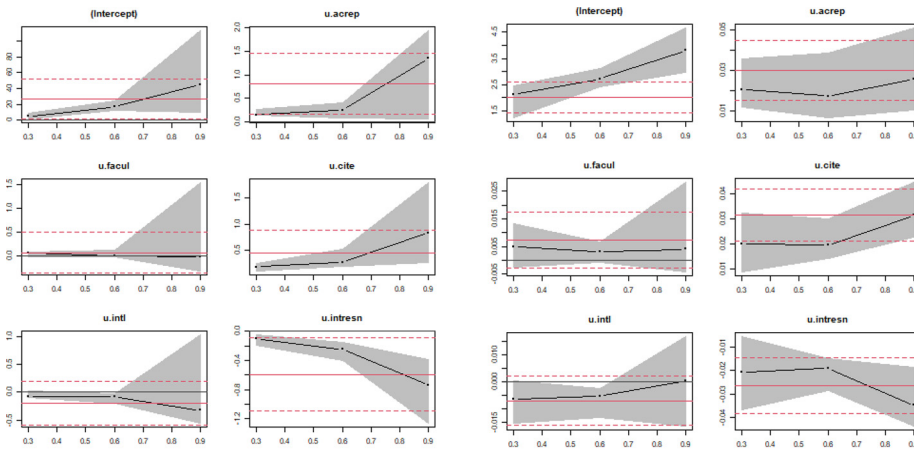 (Intercept)
0 20 40 60 80
0.3 0.4 0.5 0.6 0.7 0.8 0.9
u.acrep
0.0 0.5 1.0 1.5 2.0
0.3 0.4 0.5 0.6 0.7 0.8 0.9
(Intercept)
1.5 2.5 3.5 4.5
0.3 0.4 0.5 0.6 0.7 0.8 0.9
u.acrep
0.01 0.03 0.05
0.3 0.4 0.5 0.6 0.7 0.8 0.9
u.facul
0.0 0.5 1.0 1.5
0.3 0.4 0.5 0.6 0.7 0.8 0.9
u.cite
0.5 1.0 1.5
0.3 0.4 0.5 0.6 0.7 0.8 0.9
u.facul
-0.005 0.005 0.015 0.025
0.3 0.4 0.5 0.6 0.7 0.8 0.9
u.cite
0.01 0.02 0.03 0.04
0.3 0.4 0.5 0.6 0.7 0.8 0.9
u.intl
-0.5 0.0 0.5 1.0
0.3 0.4 0.5 0.6 0.7 0.8 0.9
u.intresn
-1.2 -0.8 -0.4 0.0
0.3 0.4 0.5 0.6 0.7 0.8 0.9
u.intl
-0.015 0.000 0.010
0.3 0.4 0.5 0.6 0.7 0.8 0.9
u.intresn
-0.04 -0.03 -0.02 -0.01
0.3 0.4 0.5 0.6 0.7 0.8 0.9